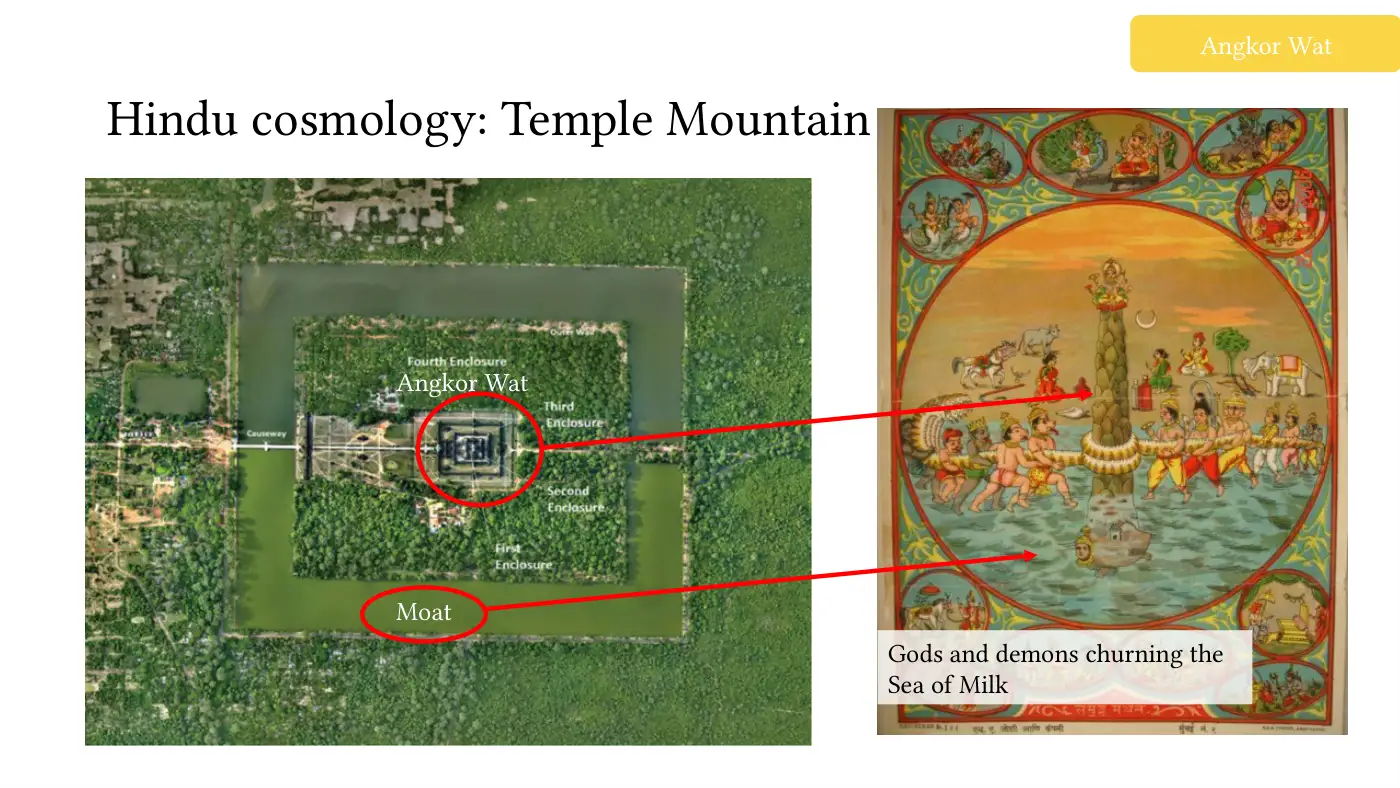 Angkor Wat
Hindu cosmology: Temple Mountain
Outer Wall
Fourth Enclosure
Angkor Wat
Third
Enclosure
Causeway
Second
Enclosure
First
Enclosure
Moat
Gods and demons churning the
Sea of Milk